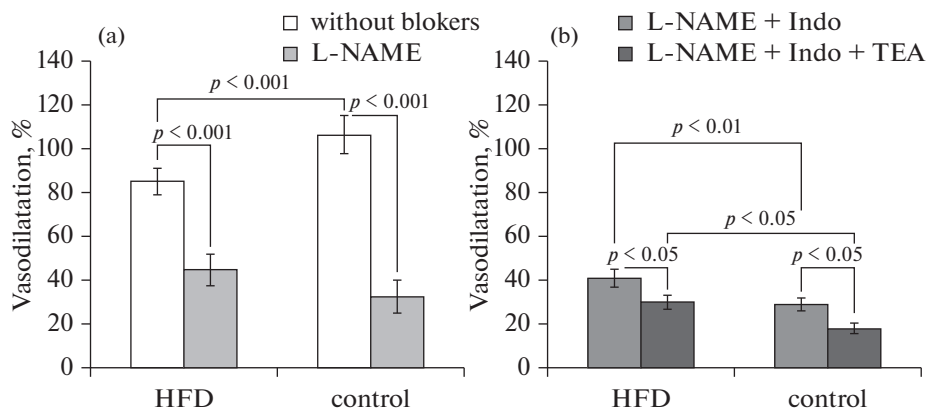 (a)
without blokers
L-NAME
Vasodilatation, %
140
120
100
80
60
40
20
0
p < 0.001
p < 0.001
p < 0.001
HFD
control
(b)
L-NAME + Indo
L-NAME + Indo + TEA
Vasodilatation, %
140
120
100
80
60
40
20
0
p < 0.01
p < 0.05
p < 0.05
p < 0.05
HFD
control